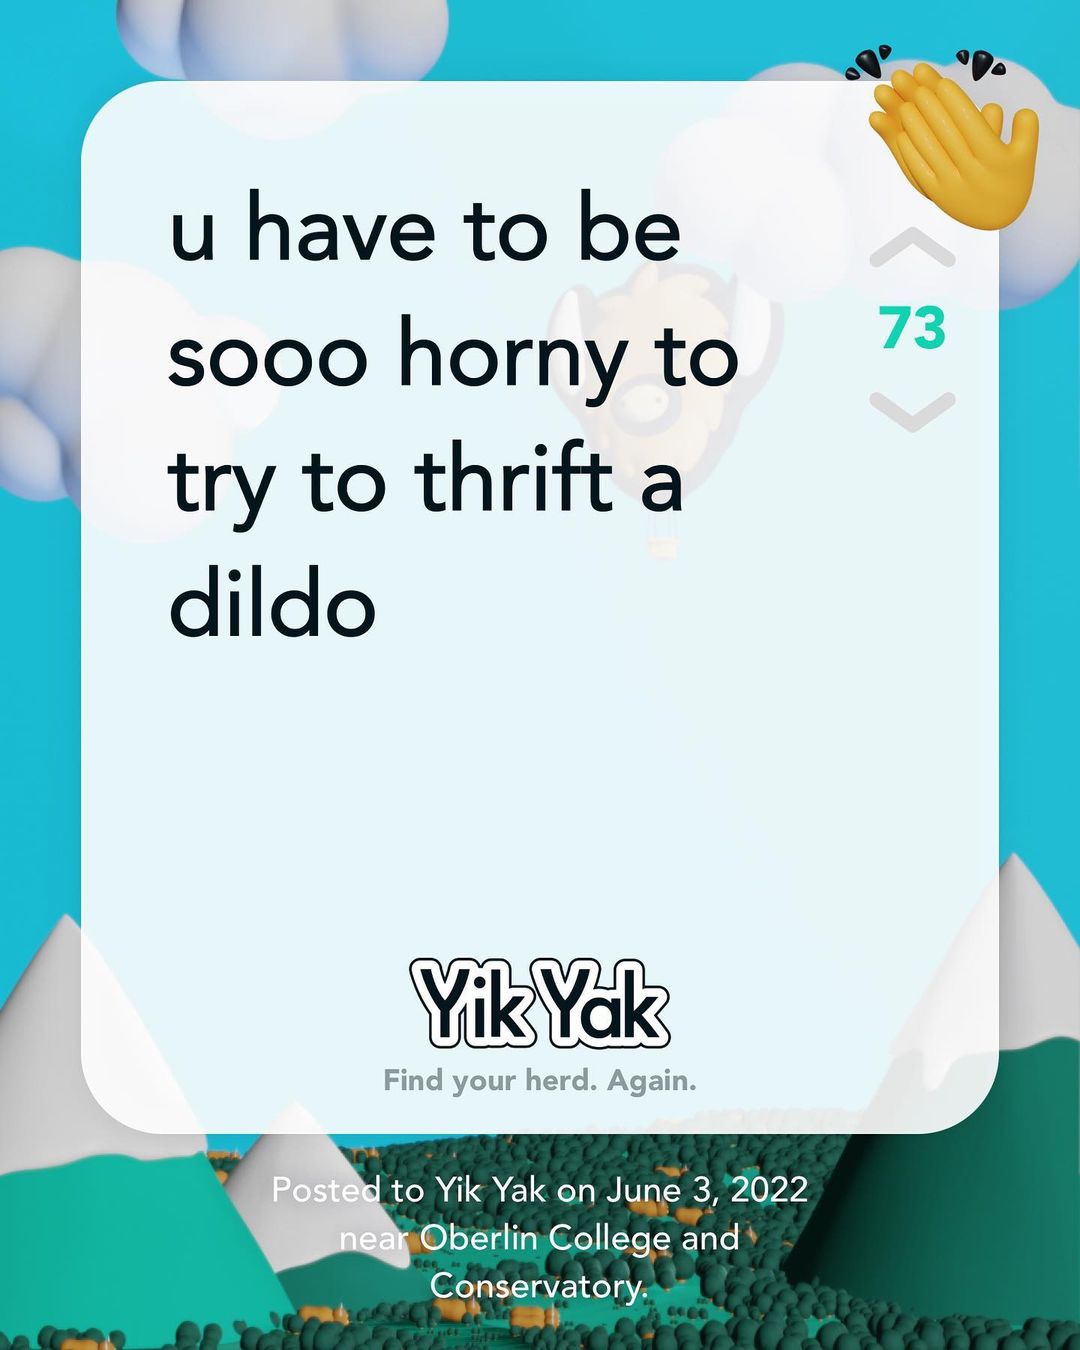 u have to be
sooo horny to
try to thrift a
dildo
73
Yik Yak
Find your herd. Again.
Posted to Yik Yak on June 3, 2022
near Oberlin College and
Conservatory.